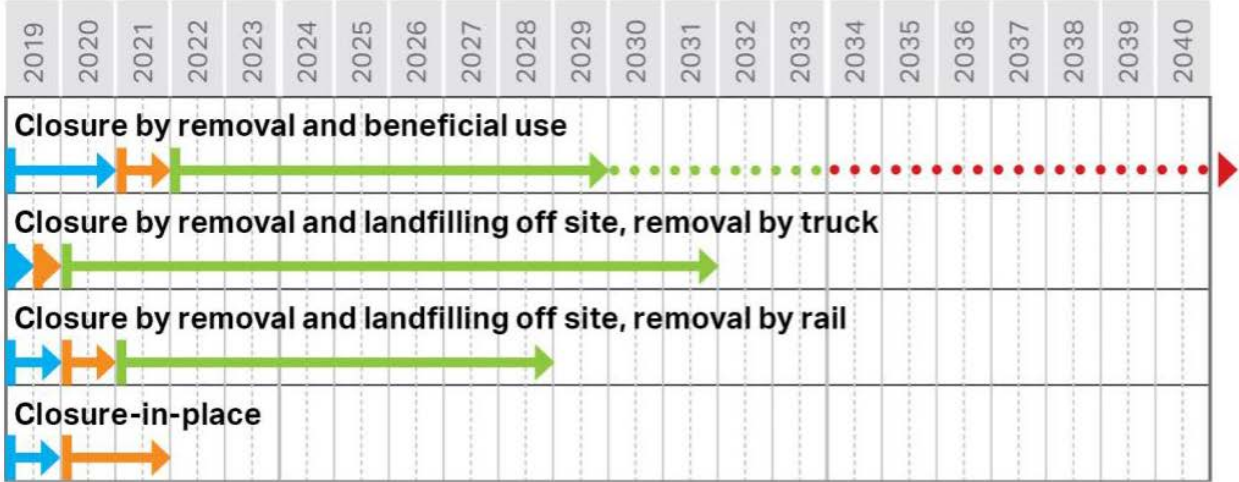 2019 2020 2021 2022 2023 2024 2025 2026 2027 2028 2029 2030 2031 2032 2033 2034 2035 2036 2037 2038 2039 2040
Closure by removal and beneficial use
Closure by removal and landfilling off site, removal by truck
Closure by removal and landfilling off site, removal by rail
Closure-in-place